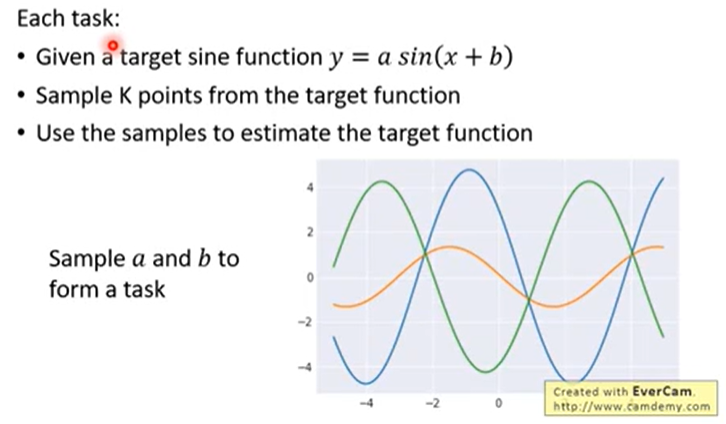 Each task:
• Given a target sine function y = a sin(x + b)
• Sample K points from the target function
• Use the samples to estimate the target function
Sample a and b to
form a task
4
2
0
−2
−4
−4
−2
0
Created with EverCam.
http://www.camdemy.com